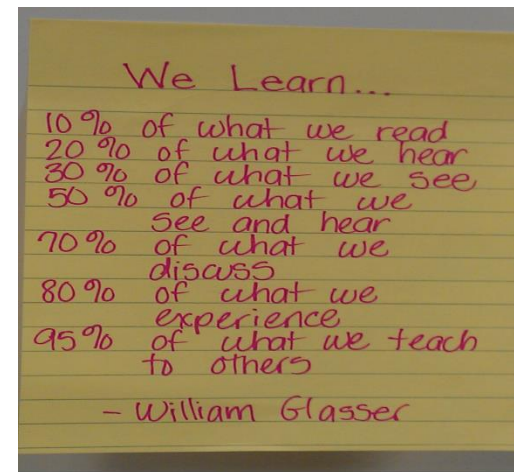 We Learn...
10% of what we read
20% of what we hear
30% of what we see
50% of what we
see and hear
70% of what we
discuss
80% of what we
experience
95% of what we teach
to others
- William Glasser